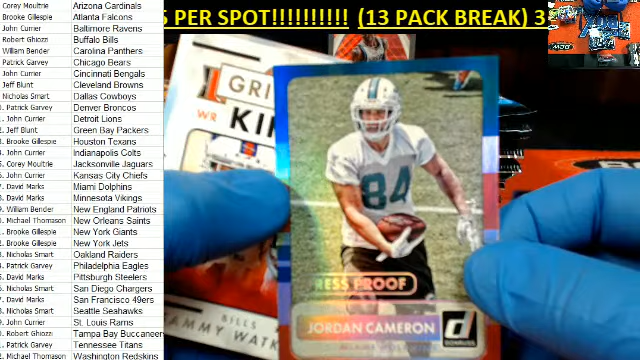 5 PER SPOT!!!!!!!!!! (13 PACK BREAK) 3
Corey Moultrie Arizona Cardinals
Brooke Gillespie Atlanta Falcons
John Currier Baltimore Ravens
Robert Ghiozzi Buffalo Bills
William Bender Carolina Panthers
Patrick Garvey Chicago Bears
John Currier Cincinnati Bengals
Jeff Blunt Cleveland Browns
Nicholas Smart Dallas Cowboys
Patrick Garvey Denver Broncos
John Currier Detroit Lions
Jeff Blunt Green Bay Packers
Brooke Gillespie Houston Texans
John Currier Indianapolis Colts
Corey Moultrie Jacksonville Jaguars
John Currier Kansas City Chiefs
David Marks Miami Dolphins
David Marks Minnesota Vikings
William Bender New England Patriots
Michael Thomason New Orleans Saints
Brooke Gillespie New York Giants
Brooke Gillespie New York Jets
Nicholas Smart Oakland Raiders
Patrick Garvey Philadelphia Eagles
David Marks Pittsburgh Steelers
Nicholas Smart San Diego Chargers
David Marks San Francisco 49ers
Nicholas Smart Seattle Seahawks
John Currier St. Louis Rams
Robert Ghiozzi Tampa Bay Buccaneer
Patrick Garvey Tennessee Titans
Michael Thomason Washington Redskins
GRI
WR KI
BILLS
AMMY WATK
84
RESS PROOF
JORDAN CAMERON
DONRUSS